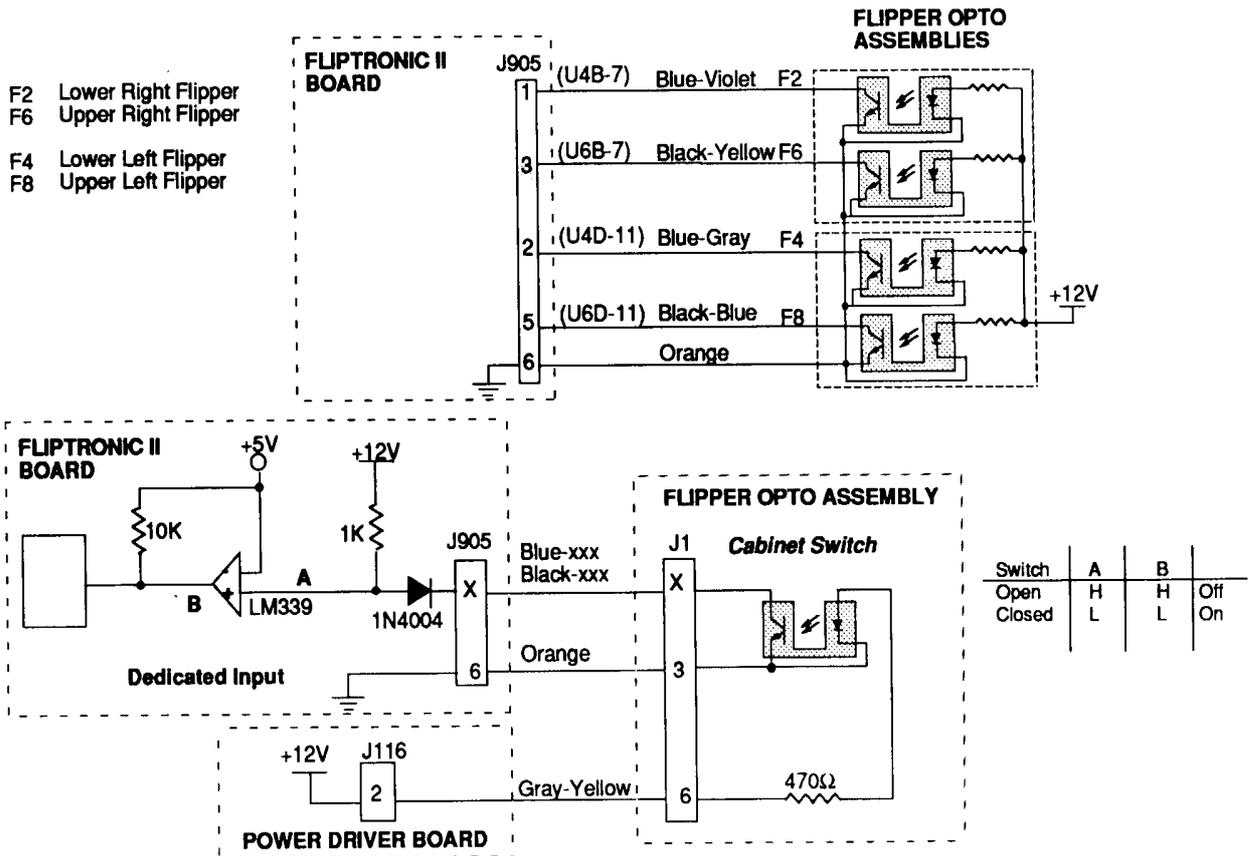 FLIPPER OPTO
ASSEMBLIES
FLIPTRONIC II
BOARD
J905
F2 Lower Right Flipper
F6 Upper Right Flipper
F4 Lower Left Flipper
F8 Upper Left Flipper
1 (U4B-7) Blue-Violet F2
3 (U6B-7) Black-Yellow F6
2 (U4D-11) Blue-Gray F4
5 (U6D-11) Black-Blue F8
6 Orange
+12V
FLIPTRONIC II
BOARD
+5V
+12V
10K
1K
J905
A
B
- +
LM339
1N4004
X
6
Dedicated Input
Blue-xxx
Black-xxx
Orange
FLIPPER OPTO ASSEMBLY
J1
Cabinet Switch
X
3
6
470Ω
Switch A B
Open H H Off
Closed L L On
+12V
J116
2
Gray-Yellow
POWER DRIVER BOARD